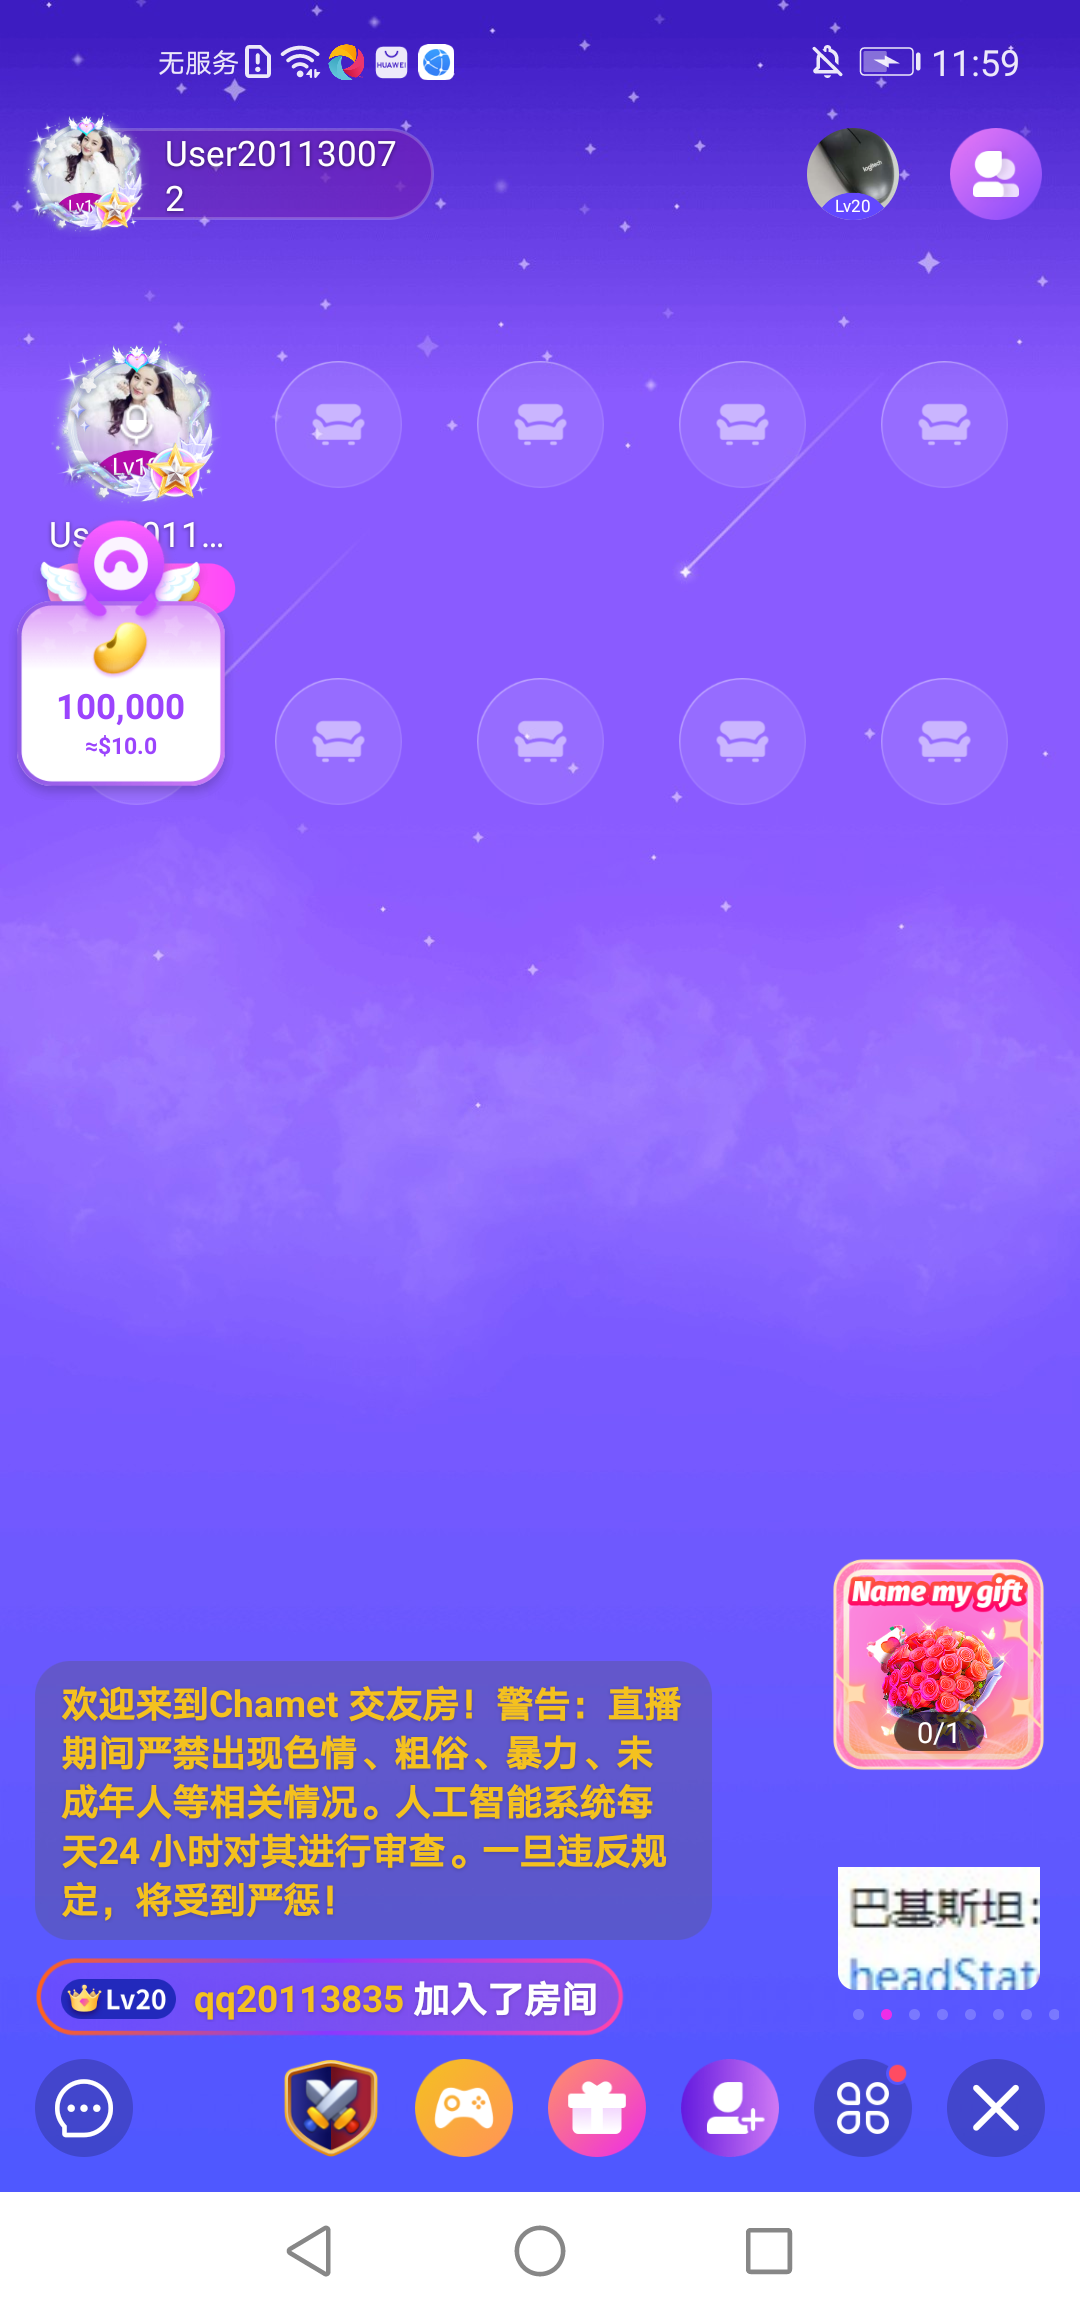 无服务
HUAWEI
11:59
User20113007
2
logitech
Lv20
100,000
≈$10.0
Name my gift
0/1
欢迎来到Chamet 交友房！警告：直播
期间严禁出现色情、粗俗、暴力、未
成年人等相关情况。人工智能系统每
天24 小时对其进行审查。一旦违反规
定，将受到严惩！
巴基斯坦:
headStat
Lv20 qq20113835 加入了房间